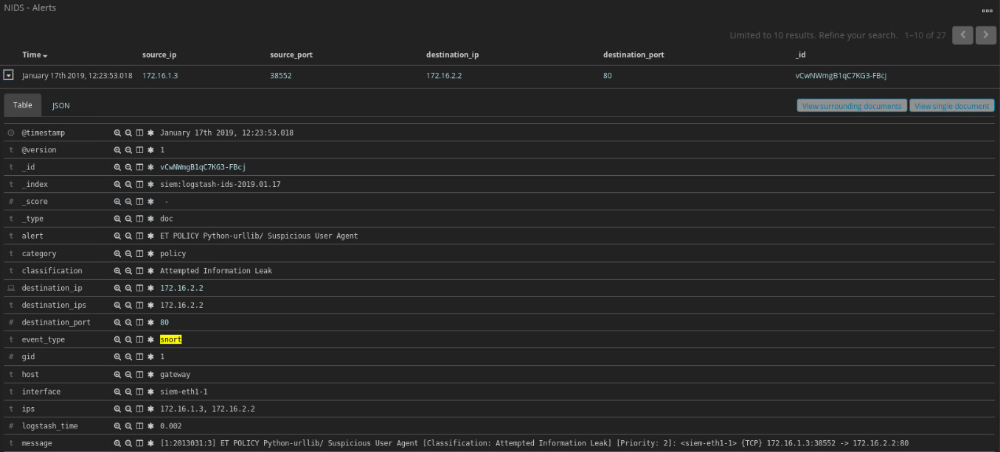 NIDS - Alerts
Limited to 10 results. Refine your search. 1–10 of 27
Time source_ip source_port destination_ip destination_port _id
January 17th 2019, 12:23:53.018 172.16.1.3 38552 172.16.2.2 80 vCwNWmgB1qC7KG3-FBcj
Table JSON View surrounding documents View single document
@timestamp January 17th 2019, 12:23:53.018
t @version 1
t _id vCwNWmgB1qC7KG3-FBcj
t _index siem:logstash-ids-2019.01.17
# _score -
t _type doc
t alert ET POLICY Python-urllib/ Suspicious User Agent
t category policy
t classification Attempted Information Leak
destination_ip 172.16.2.2
t destination_ips 172.16.2.2
# destination_port 80
t event_type snort
# gid 1
t host gateway
t interface siem-eth1-1
t ips 172.16.1.3, 172.16.2.2
# logstash_time 0.002
t message [1:2013031:3] ET POLICY Python-urllib/ Suspicious User Agent [Classification: Attempted Information Leak] [Priority: 2]: <siem-eth1-1> {TCP} 172.16.1.3:38552 -> 172.16.2.2:80